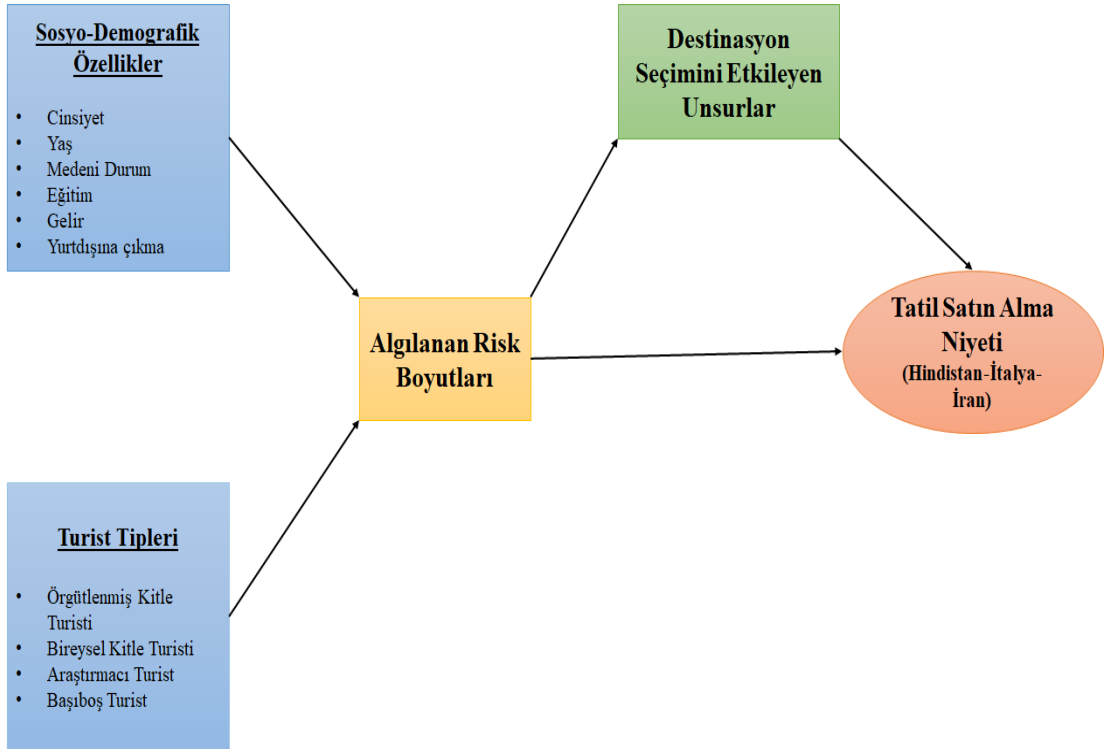 Sosyo-Demografik
Özellikler
• Cinsiyet
• Yaş
• Medeni Durum
• Eğitim
• Gelir
• Yurtdışına çıkma
Destinasyon
Seçimini Etkileyen
Unsurlar
Algılanan Risk
Boyutları
Tatil Satın Alma
Niyeti
(Hindistan-İtalya-
İran)
Turist Tipleri
• Örgütlenmiş Kitle
Turisti
• Bireysel Kitle Turisti
• Araştırmacı Turist
• Başıboş Turist